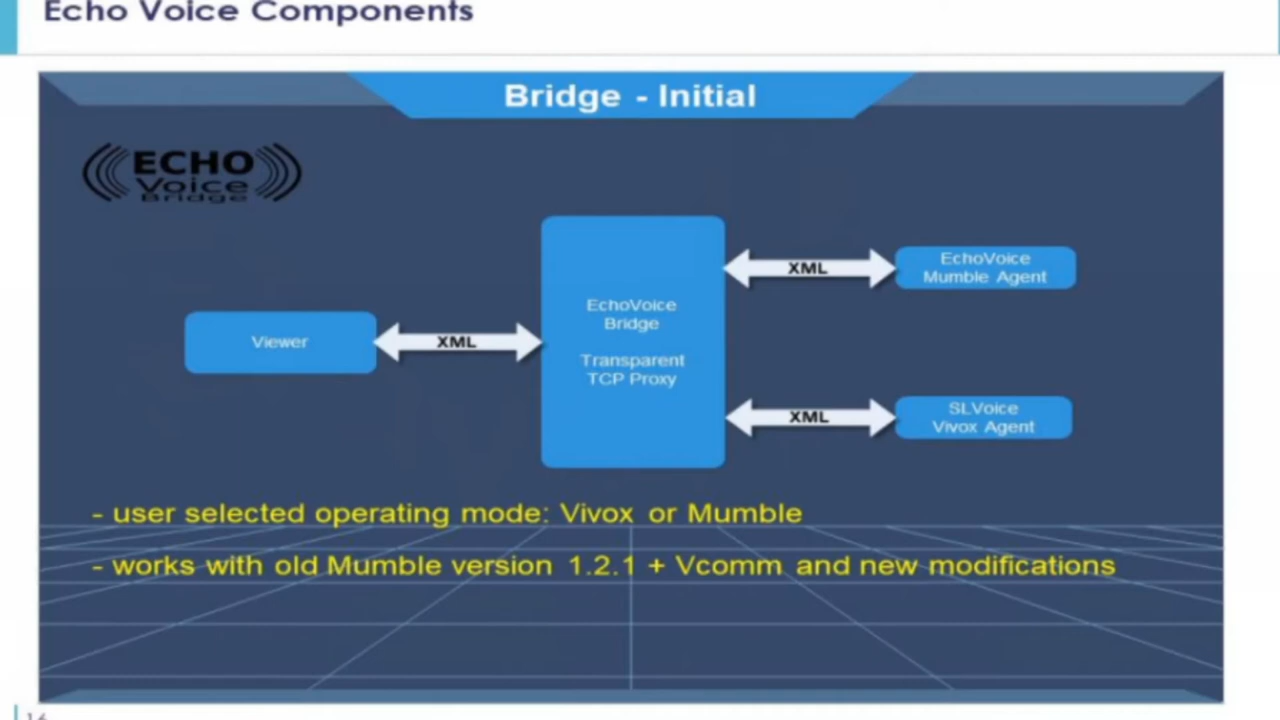 Echo Voice Components
Bridge - Initial
ECHO
Voice
Bridge
EchoVoice
Bridge
Transparent
TCP Proxy
Viewer
XML
XML
EchoVoice
Mumble Agent
XML
SLVoice
Vivox Agent
- user selected operating mode: Vivox or Mumble
- works with old Mumble version 1.2.1 + Vcomm and new modifications
16